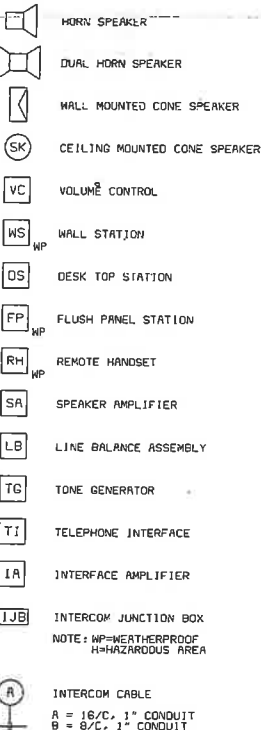 HORN SPEAKER
DUAL HORN SPEAKER
WALL MOUNTED CONE SPEAKER
SK CEILING MOUNTED CONE SPEAKER
VC VOLUME CONTROL
WS WP WALL STATION
DS DESK TOP STATION
FP WP FLUSH PANEL STATION
RH WP REMOTE HANDSET
SA SPEAKER AMPLIFIER
LB LINE BALANCE ASSEMBLY
TG TONE GENERATOR
TI TELEPHONE INTERFACE
IA INTERFACE AMPLIFIER
IJB INTERCOM JUNCTION BOX
NOTE: WP=WEATHERPROOF
H=HAZARDOUS AREA
A INTERCOM CABLE
A = 16/C, 1" CONDUIT
B = 8/C, 1" CONDUIT